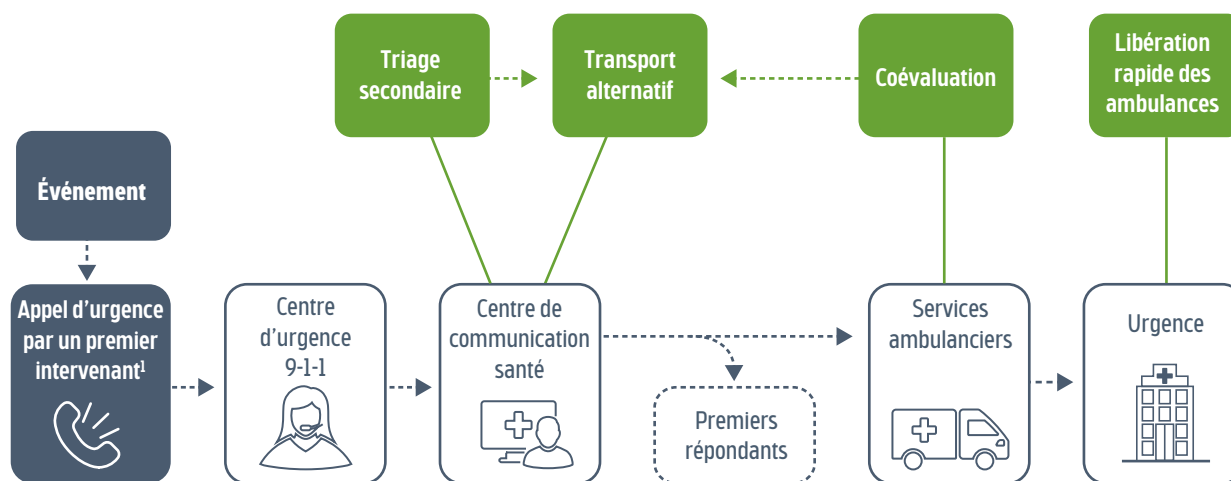 Triage
secondaire
Transport
alternatif
Coévaluation
Libération
rapide des
ambulances
Événement
Appel d’urgence
par un premier
intervenant¹
Centre
d’urgence
9-1-1
Centre de
communication
santé
Premiers
répondants
Services
ambulanciers
Urgence